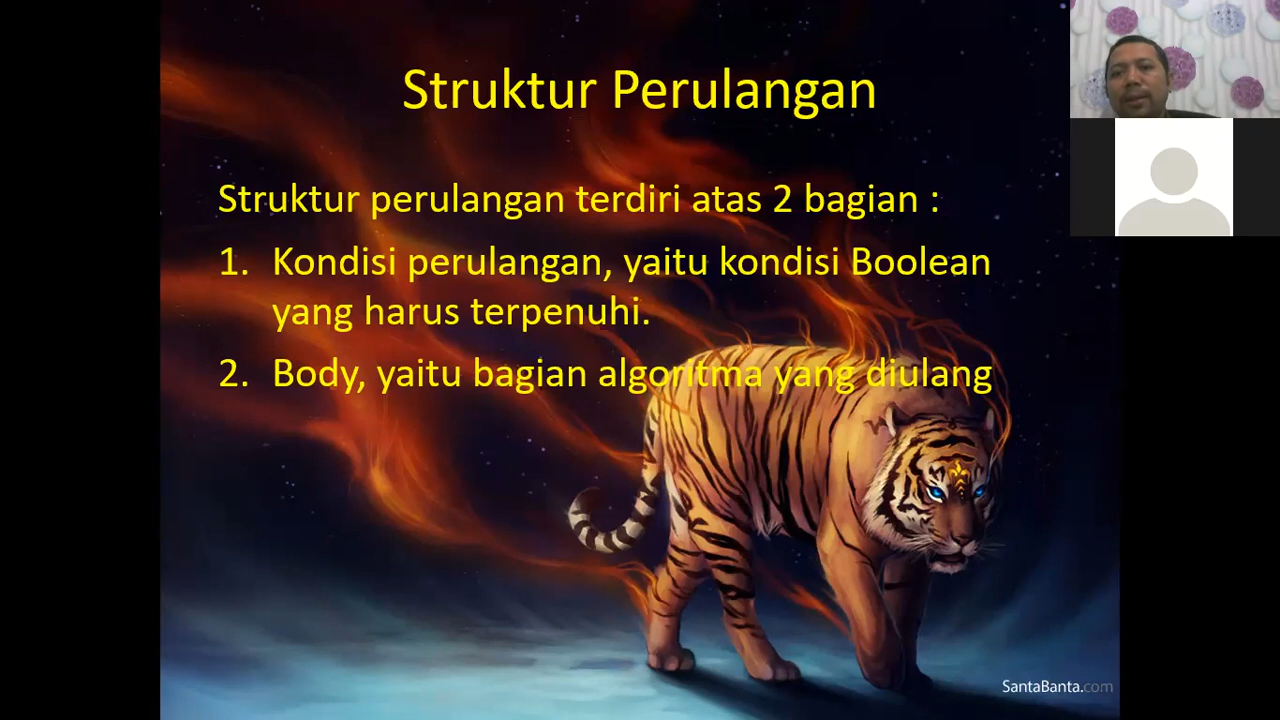 Struktur Perulangan
Struktur perulangan terdiri atas 2 bagian :
1. Kondisi perulangan, yaitu kondisi Boolean
yang harus terpenuhi.
2. Body, yaitu bagian algoritma yang diulang
SantaBanta.com